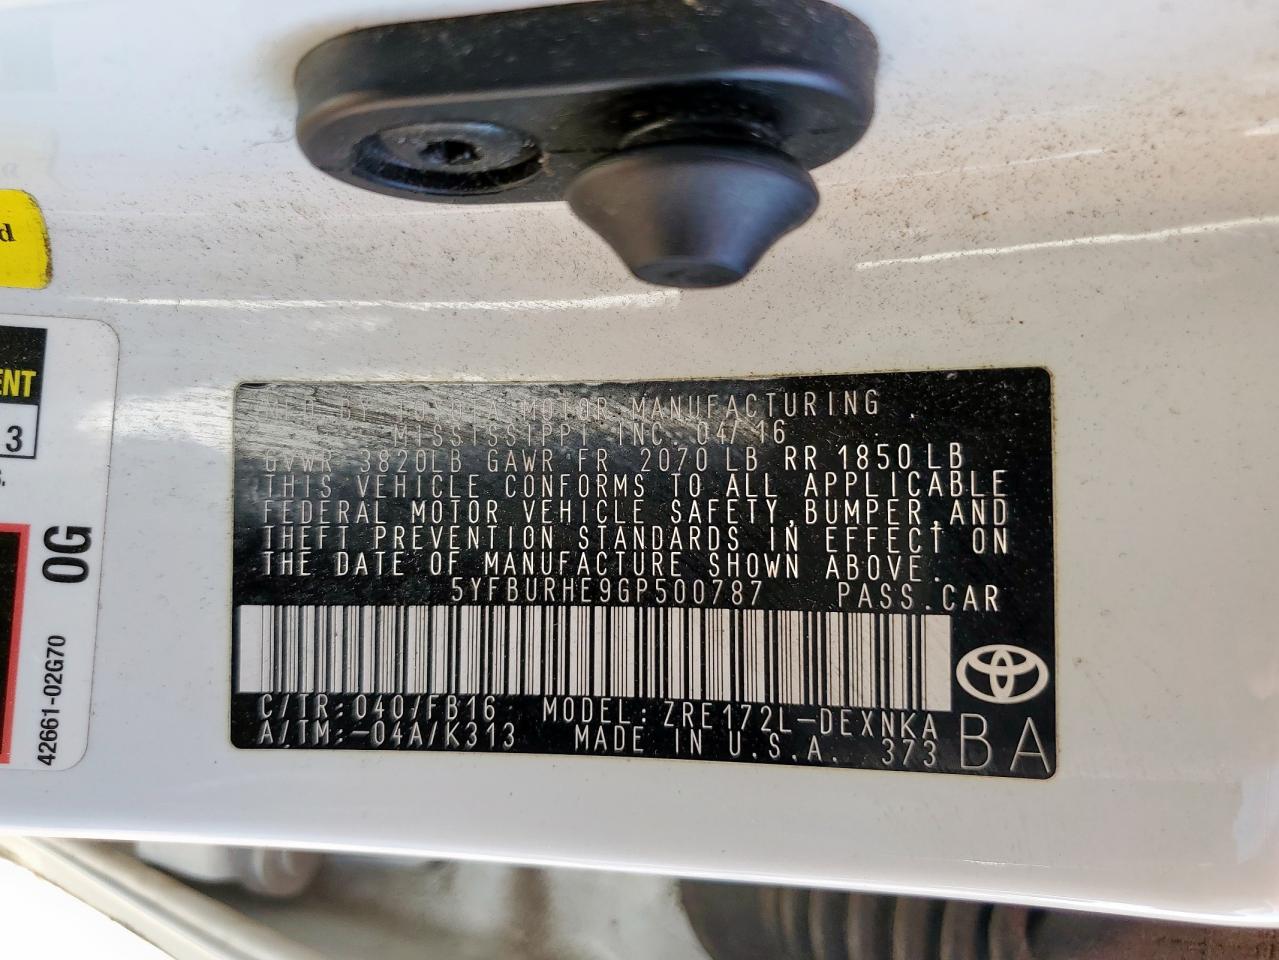 MFD BY TOYOTA MOTOR MANUFACTURING
MISSISSIPPI INC. 04/16
GVWR 3820LB GAWR FR 2070 LB RR 1850 LB
THIS VEHICLE CONFORMS TO ALL APPLICABLE
FEDERAL MOTOR VEHICLE SAFETY, BUMPER, AND
THEFT PREVENTION STANDARDS IN EFFECT ON
THE DATE OF MANUFACTURE SHOWN ABOVE.
5YFBURHE9GP500787 PASS.CAR
C/TR: 040/FB16 MODEL: ZRE172L-DEXNKA
A/TM:-04A/K313 MADE IN U.S.A. 373
BA
d
ENT
3
s.
0G
42661-02G70